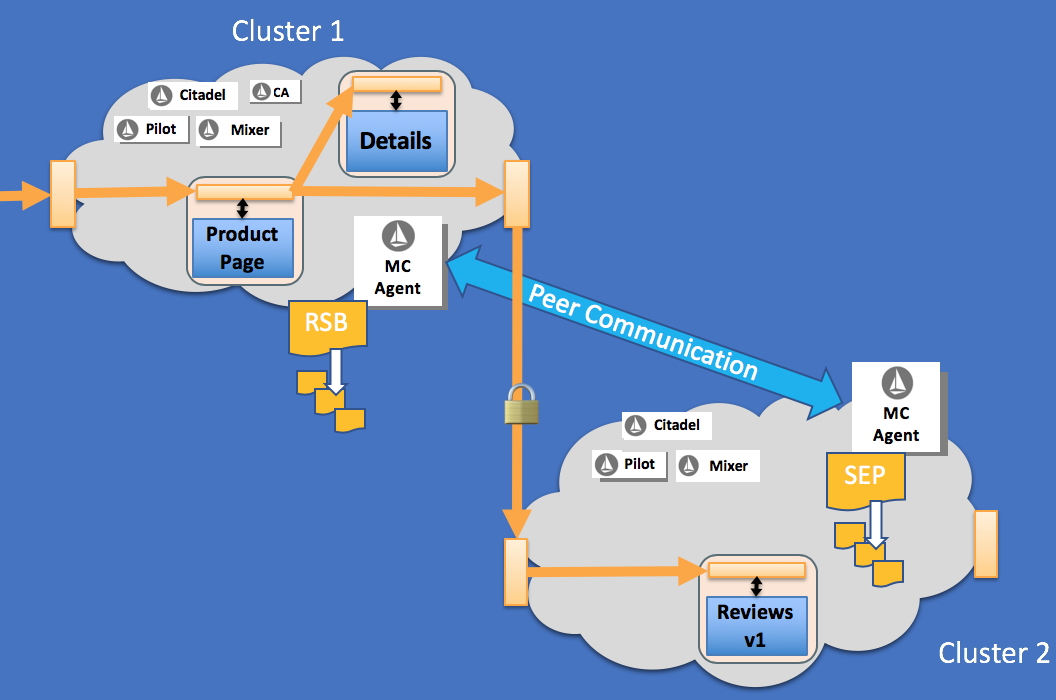 Cluster 1
Citadel
CA
Pilot
Mixer
Details
Product
Page
MC
Agent
RSB
Peer Communication
MC
Agent
Citadel
Pilot
Mixer
SEP
Reviews
v1
Cluster 2